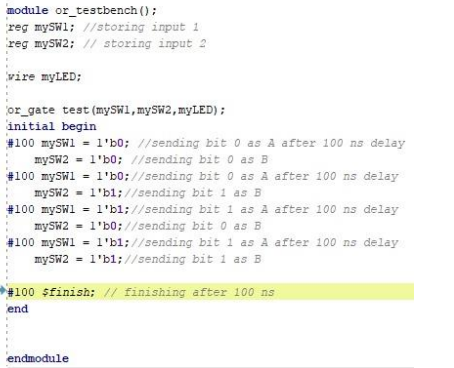 module or_testbench();
reg mySW1; //storing input 1
reg mySW2; // storing input 2
wire myLED;
or_gate test(mySW1,mySW2,myLED);
initial begin
#100 mySW1 = 1'b0; //sending bit 0 as A after 100 ns delay
mySW2 = 1'b0; //sending bit 0 as B
#100 mySW1 = 1'b0; //sending bit 0 as A after 100 ns delay
mySW2 = 1'b1;//sending bit 1 as B
#100 mySW1 = 1'b1;//sending bit 1 as A after 100 ns delay
mySW2 = 1'b0;//sending bit 0 as B
#100 mySW1 = 1'b1;//sending bit 1 as A after 100 ns delay
mySW2 = 1'b1;//sending bit 1 as B
#100 $finish; // finishing after 100 ns
end
endmodule